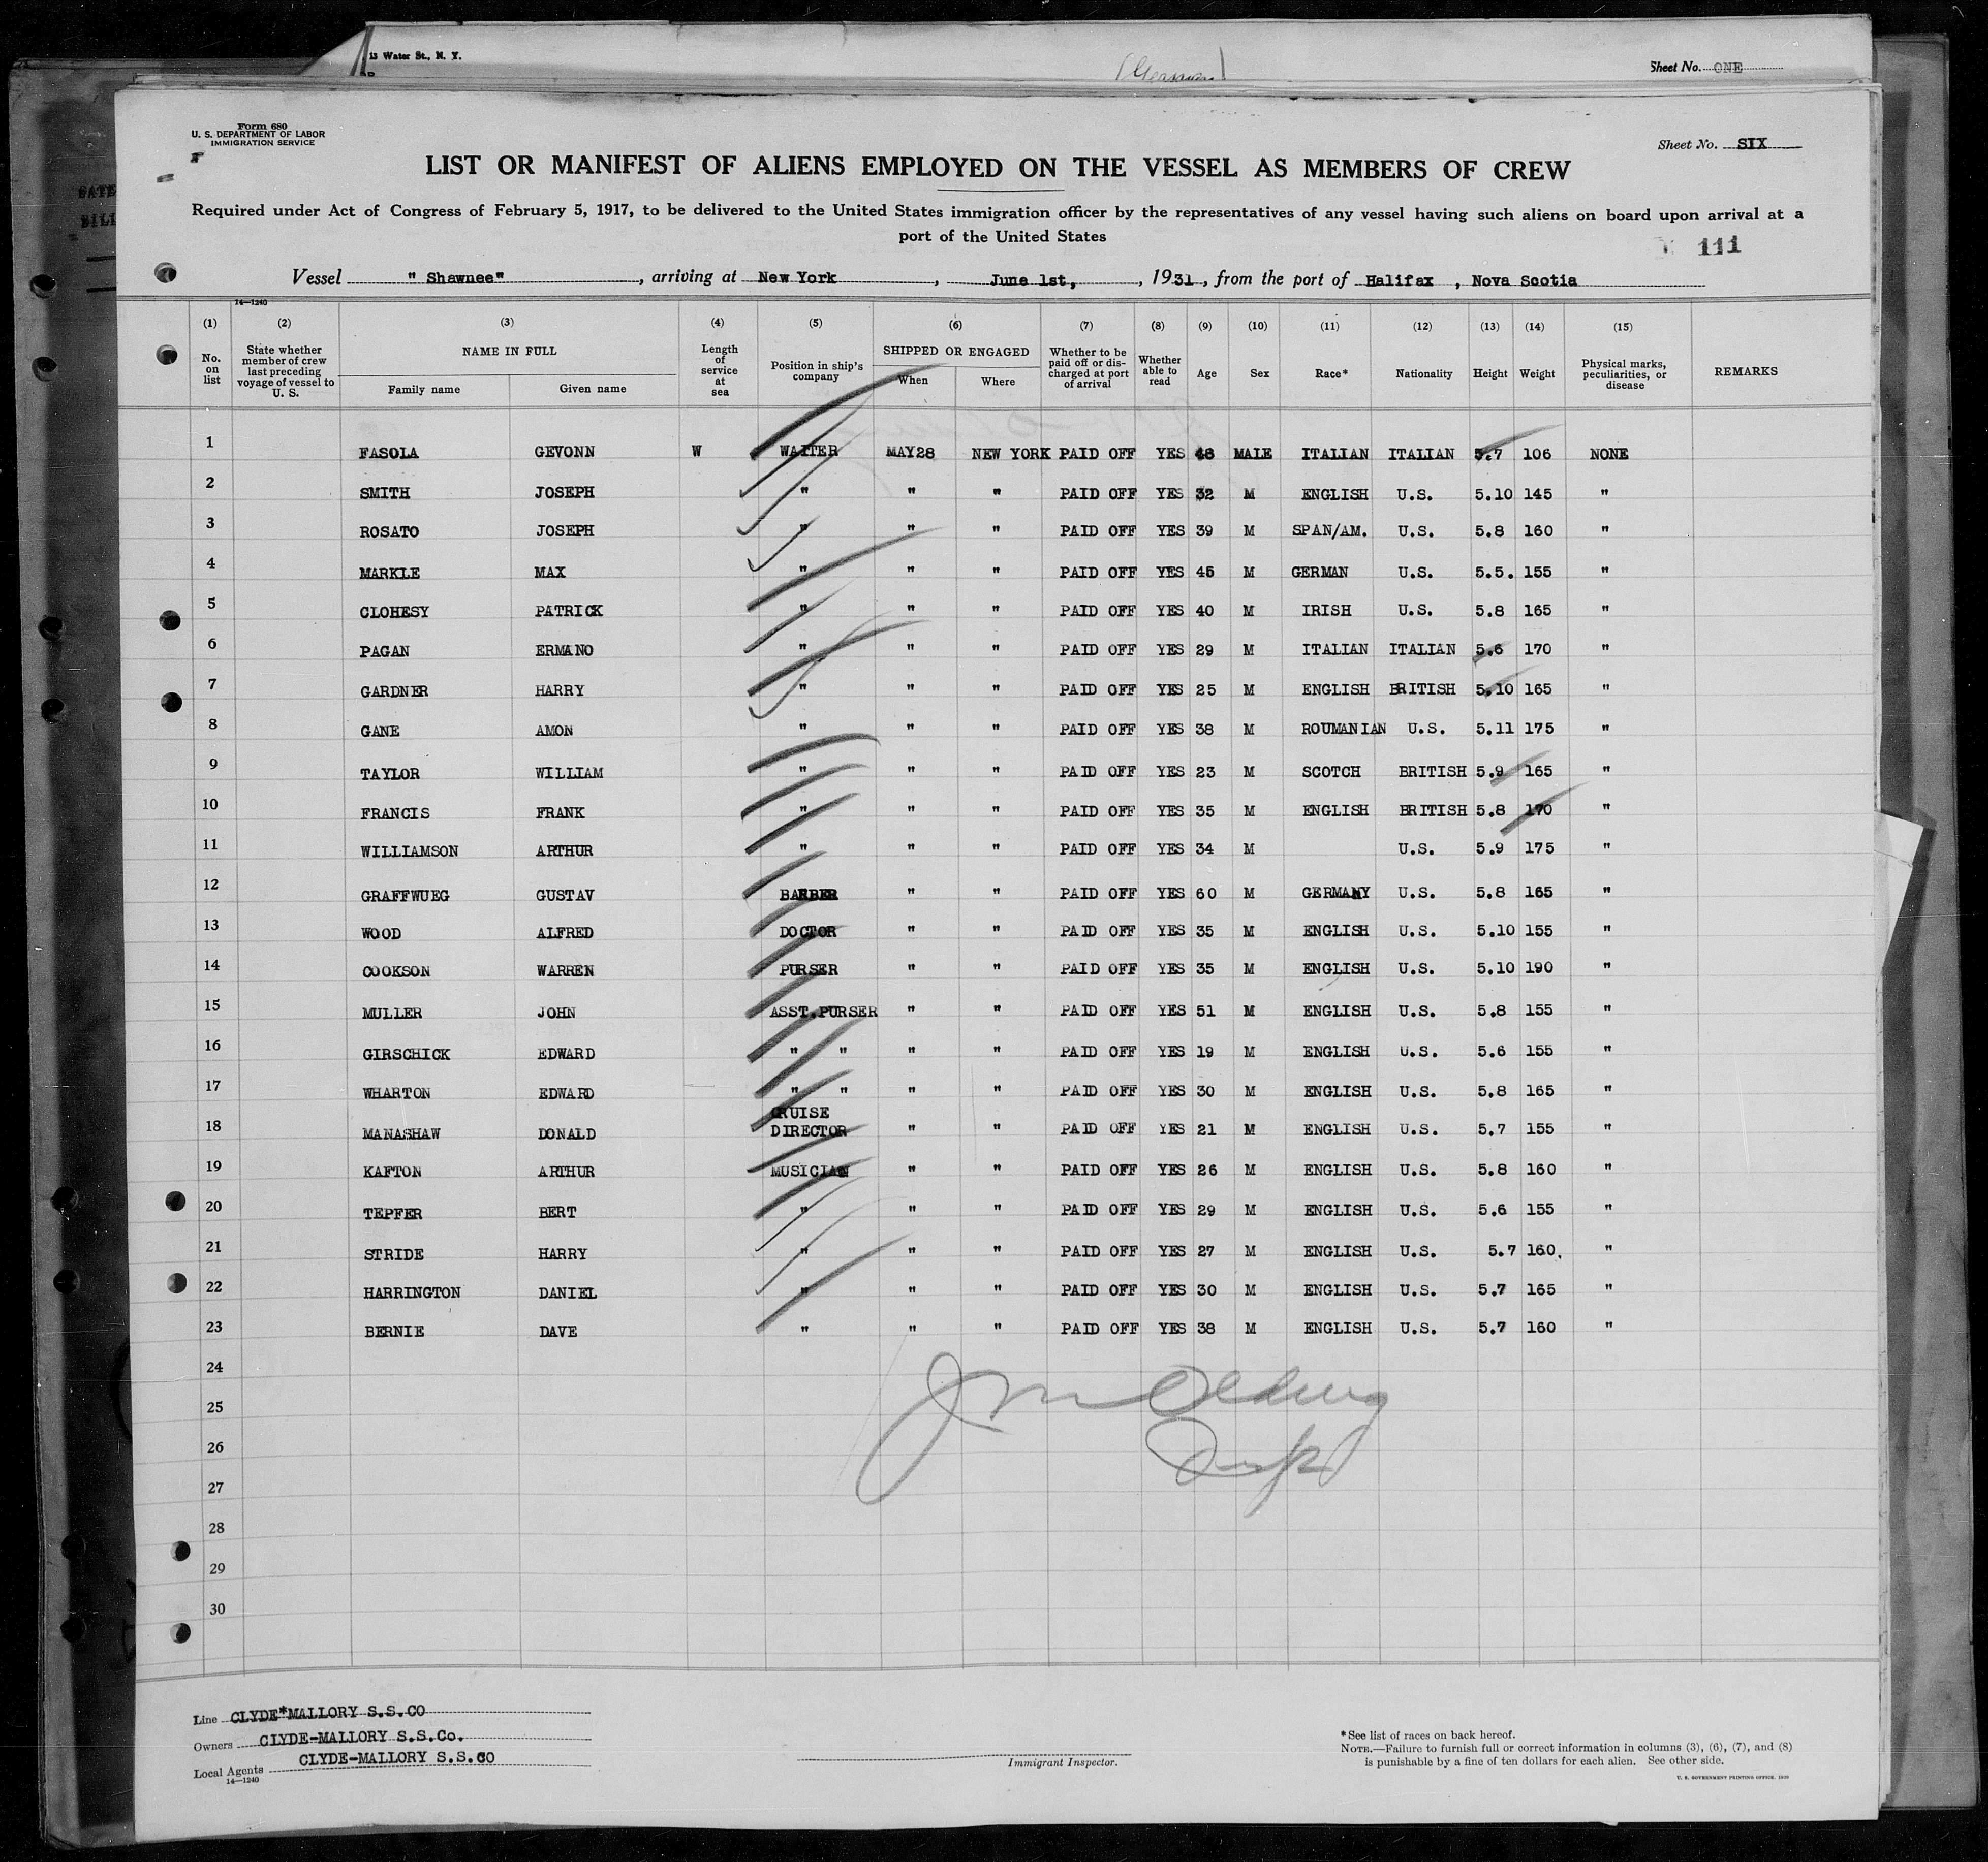 13 Water St., N. Y.
Sheet No. ONE
Form 680
U. S. DEPARTMENT OF LABOR
IMMIGRATION SERVICE
Sheet No. SIX
LIST OR MANIFEST OF ALIENS EMPLOYED ON THE VESSEL AS MEMBERS OF CREW
Required under Act of Congress of February 5, 1917, to be delivered to the United States immigration officer by the representatives of any vessel having such aliens on board upon arrival at a
port of the United States
111
Vessel " Shawnee" , arriving at New York , June 1st, , 1931 , from the port of Halifax , Nova Scotia
14—1240
(1) (2) (3) (4) (5) (6) (7) (8) (9) (10) (11) (12) (13) (14) (15)
No. on list
State whether member of crew last preceding voyage of vessel to U. S.
NAME IN FULL
Family name
Given name
Length of service at sea
Position in ship's company
SHIPPED OR ENGAGED
When
Where
Whether to be paid off or discharged at port of arrival
Whether able to read
Age
Sex
Race*
Nationality
Height
Weight
Physical marks, peculiarities, or disease
REMARKS
1 FASOLA GEVONN W WAITER MAY28 NEW YORK PAID OFF YES 48 MALE ITALIAN ITALIAN 5.7 106 NONE
2 SMITH JOSEPH " " " PAID OFF YES 32 M ENGLISH U.S. 5.10 145 "
3 ROSATO JOSEPH " " " PAID OFF YES 39 M SPAN/AM. U.S. 5.8 160 "
4 MARKLE MAX " " " PAID OFF YES 45 M GERMAN U.S. 5.5. 155 "
5 CLOHESY PATRICK " " " PAID OFF YES 40 M IRISH U.S. 5.8 165 "
6 PAGAN ERMANO " " " PAID OFF YES 29 M ITALIAN ITALIAN 5.6 170 "
7 GARDNER HARRY " " " PAID OFF YES 25 M ENGLISH BRITISH 5.10 165 "
8 GANE AMON " " " PAID OFF YES 38 M ROUMANIAN U.S. 5.11 175 "
9 TAYLOR WILLIAM " " " PAID OFF YES 23 M SCOTCH BRITISH 5.9 165 "
10 FRANCIS FRANK " " " PAID OFF YES 35 M ENGLISH BRITISH 5.8 170 "
11 WILLIAMSON ARTHUR " " " PAID OFF YES 34 M U.S. 5.9 175 "
12 GRAFFWUEG GUSTAV BARBER " " PAID OFF YES 60 M GERMANY U.S. 5.8 165 "
13 WOOD ALFRED DOCTOR " " PAID OFF YES 35 M ENGLISH U.S. 5.10 155 "
14 COOKSON WARREN PURSER " " PAID OFF YES 35 M ENGLISH U.S. 5.10 190 "
15 MULLER JOHN ASST.PURSER " " PAID OFF YES 51 M ENGLISH U.S. 5.8 155 "
16 GIRSCHICK EDWARD " " " " PAID OFF YES 19 M ENGLISH U.S. 5.6 155 "
17 WHARTON EDWARD " " " " PAID OFF YES 30 M ENGLISH U.S. 5.8 165 "
18 MANASHAW DONALD CRUISE DIRECTOR " " PAID OFF YES 21 M ENGLISH U.S. 5.7 155 "
19 KAFTON ARTHUR MUSICIAN " " PAID OFF YES 26 M ENGLISH U.S. 5.8 160 "
20 TEPFER BERT " " " PAID OFF YES 29 M ENGLISH U.S. 5.6 155 "
21 STRIDE HARRY " " " PAID OFF YES 27 M ENGLISH U.S. 5.7 160. "
22 HARRINGTON DANIEL " " " PAID OFF YES 30 M ENGLISH U.S. 5.7 165 "
23 BERNIE DAVE " " " PAID OFF YES 38 M ENGLISH U.S. 5.7 160 "
24
25
26
27
28
29
30
Line CLYDE*MALLORY S.S.CO
Owners CLYDE-MALLORY S.S.Co.
Local Agents CLYDE-MALLORY S.S.CO
14—1240
Immigrant Inspector.
*See list of races on back hereof.
NOTE.—Failure to furnish full or correct information in columns (3), (6), (7), and (8)
is punishable by a fine of ten dollars for each alien. See other side.